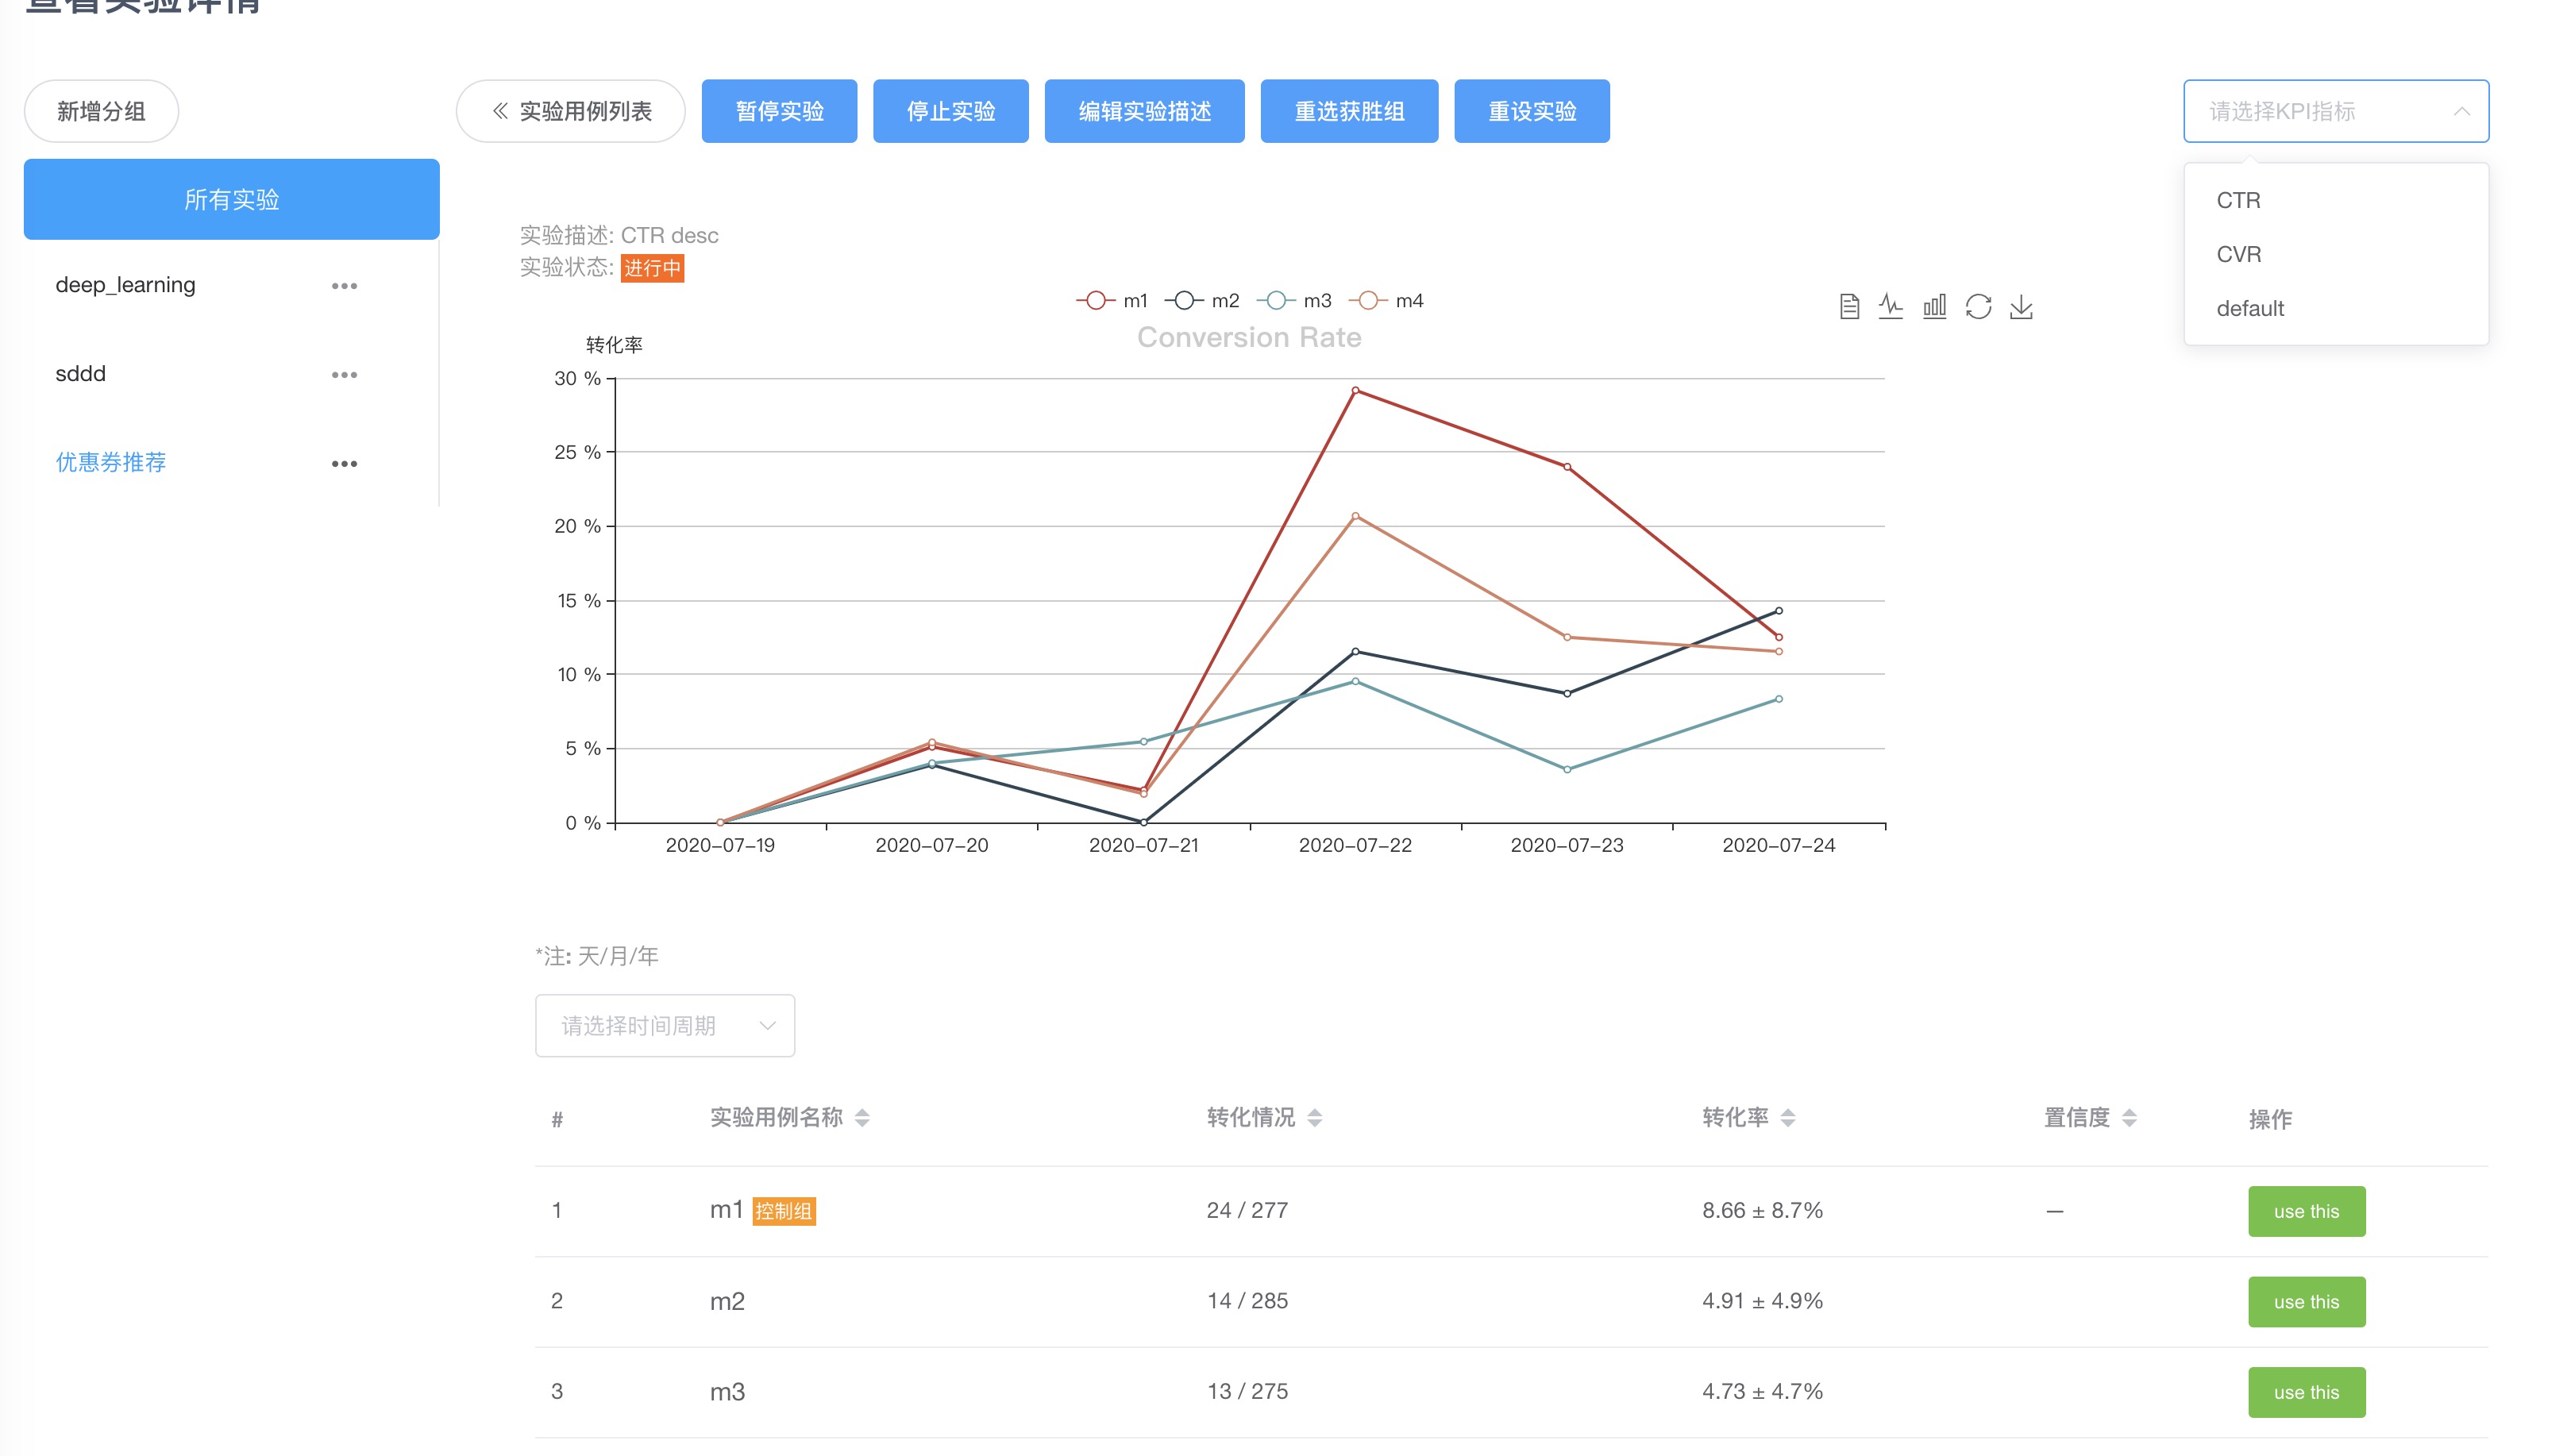 查看实验详情
新增分组
实验用例列表
暂停实验
停止实验
编辑实验描述
重选获胜组
重设实验
请选择KPI指标
CTR
CVR
default
所有实验
deep_learning
sddd
优惠券推荐
实验描述: CTR desc
实验状态: 进行中
m1 m2 m3 m4
Conversion Rate
转化率
30 %
25 %
20 %
15 %
10 %
5 %
0 %
2020-07-19 2020-07-20 2020-07-21 2020-07-22 2020-07-23 2020-07-24
*注: 天/月/年
请选择时间周期
# 实验用例名称 转化情况 转化率 置信度 操作
1 m1 控制组 24 / 277 8.66 ± 8.7% — use this
2 m2 14 / 285 4.91 ± 4.9% use this
3 m3 13 / 275 4.73 ± 4.7% use this